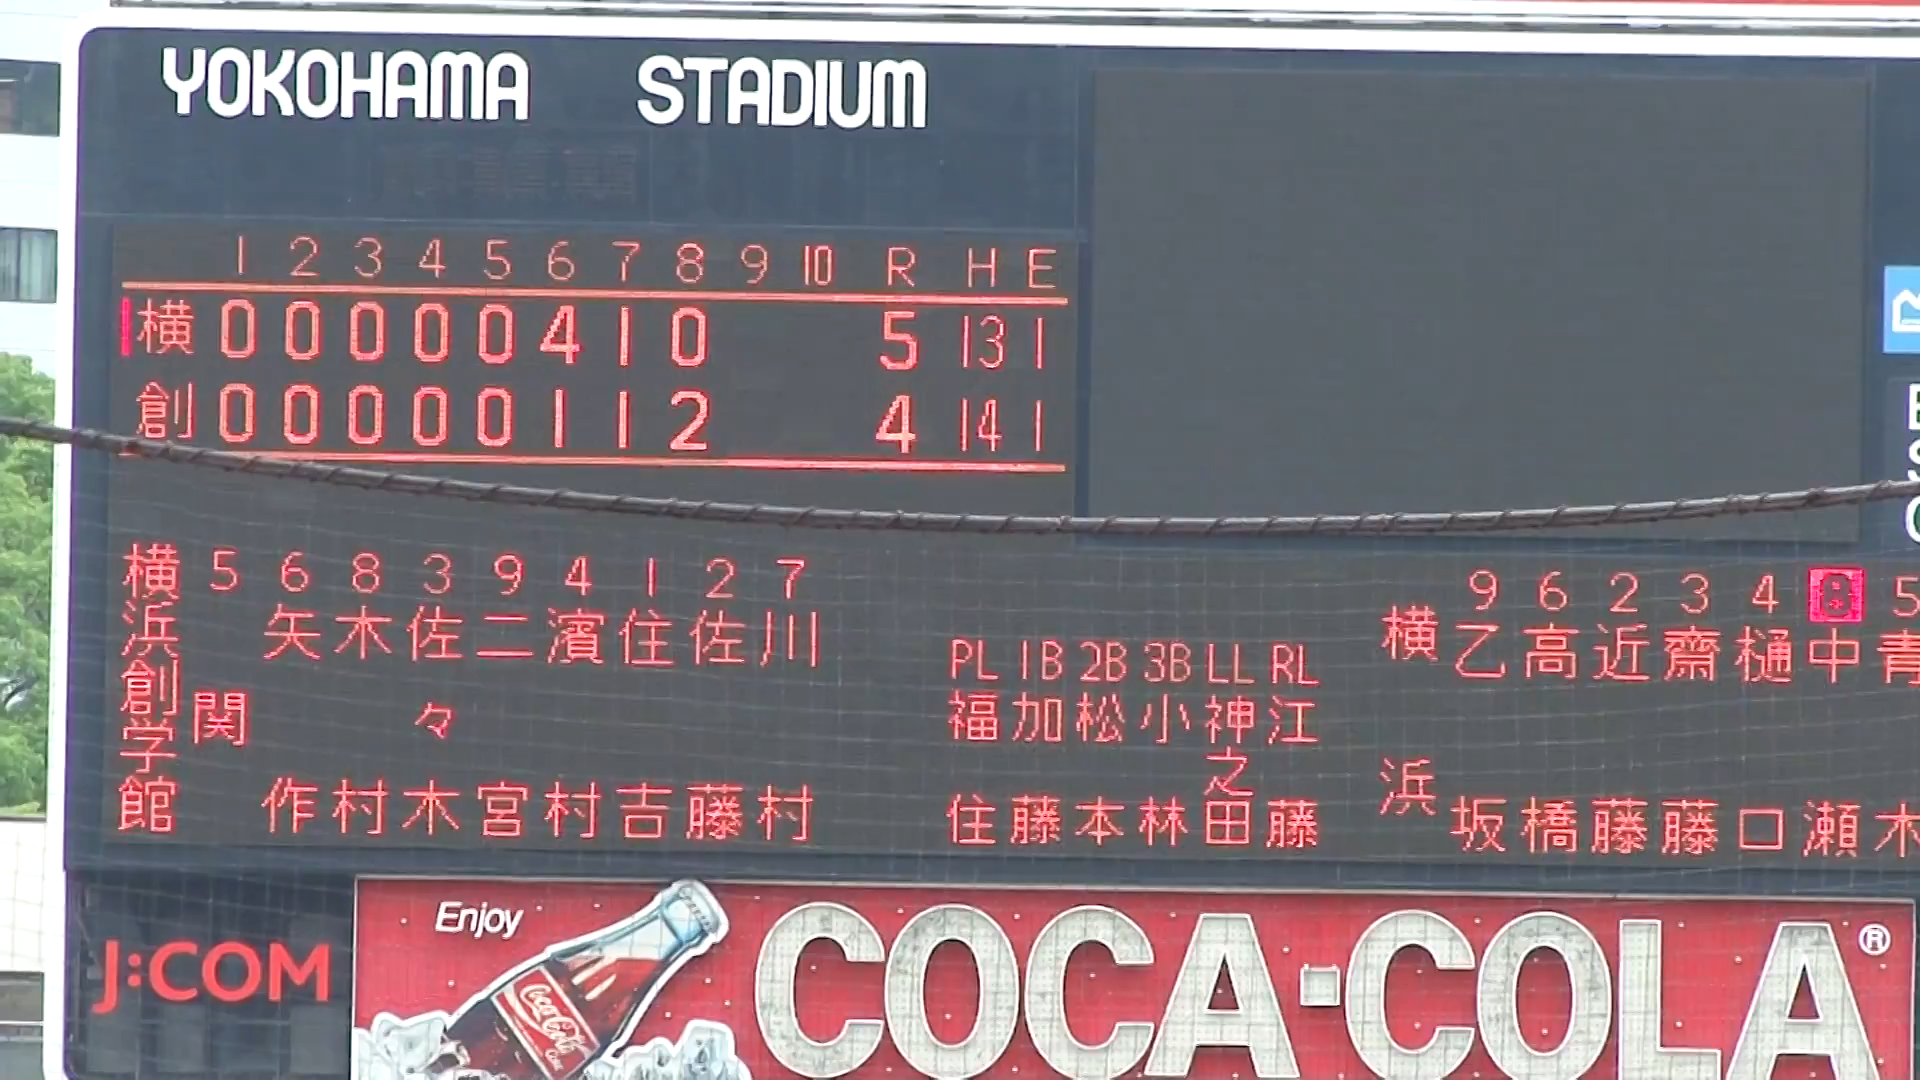 YOKOHAMA STADIUM
1 2 3 4 5 6 7 8 9 10 R H E
横 0 0 0 0 0 4 1 0 5 13 1
創 0 0 0 0 0 1 1 2 4 14 1
横浜創学館
5 6 8 3 9 4 1 2 7
関 矢作 木村 佐々木 二宮 濱村 住吉 佐藤 川村
PL 1B 2B 3B LL RL
福住 加藤 松本 小林 神之田 江藤
横浜
9 6 2 3 4 8 5
乙坂 高橋 近藤 齋藤 樋口 中瀬 青木
J:COM
Enjoy
Coca-Cola
Coke
COCA-COLA®